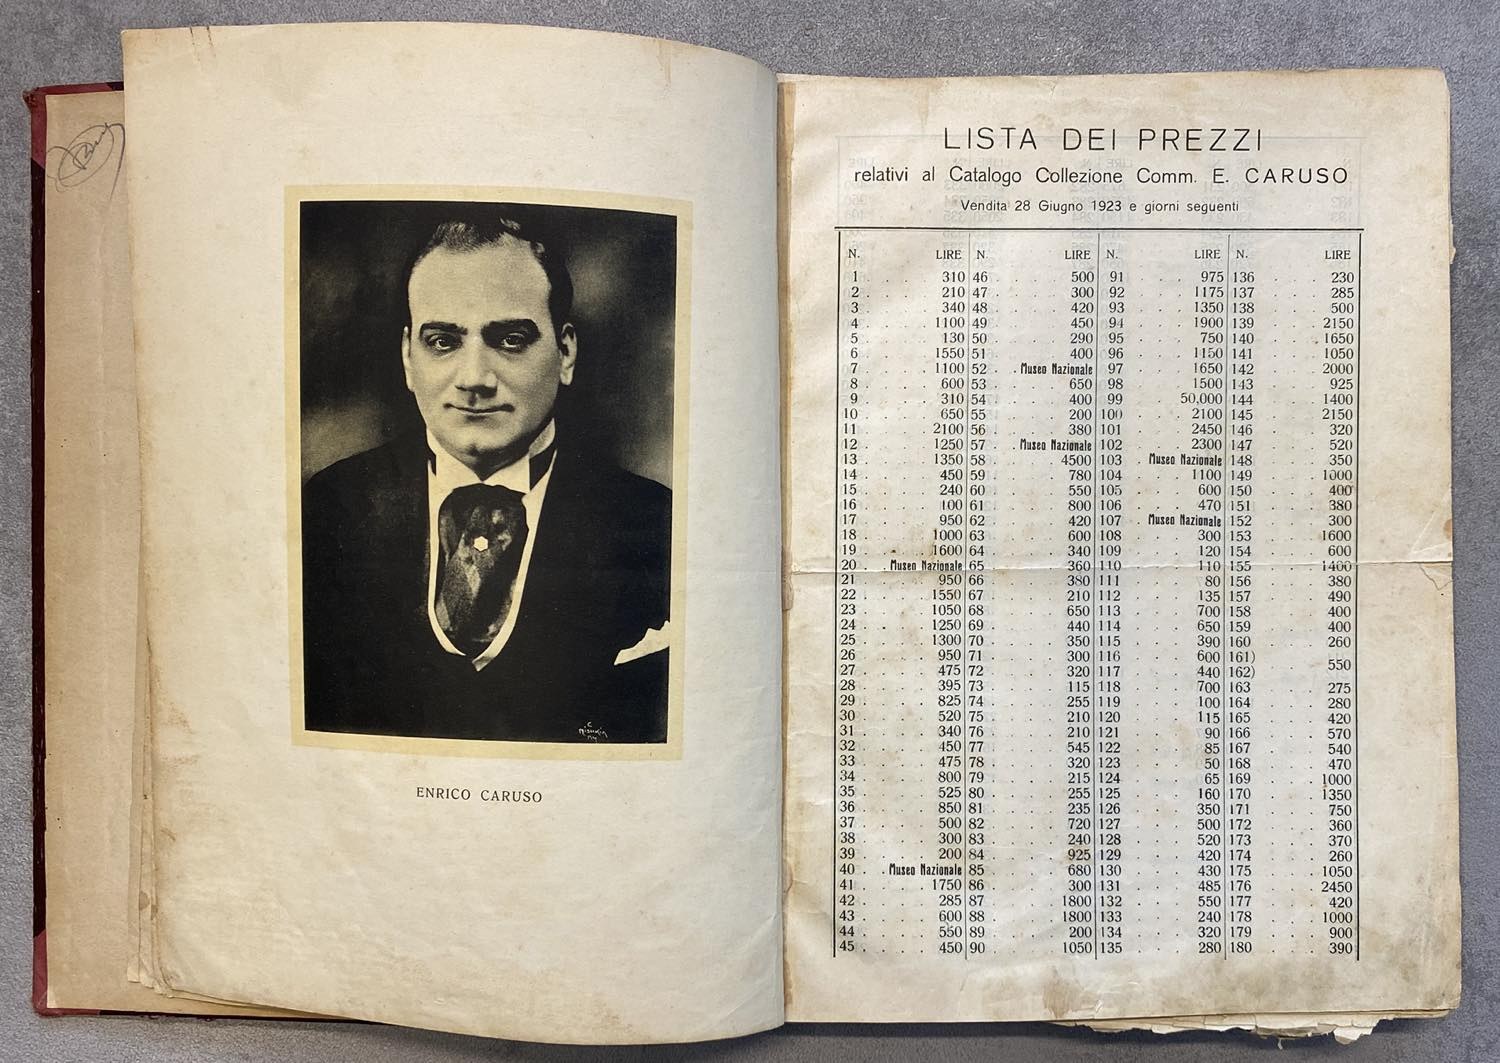 ENRICO CARUSO
LISTA DEI PREZZI
relativi al Catalogo Collezione Comm. E. CARUSO
Vendita 28 Giugno 1923 e giorni seguenti
N. LIRE N. LIRE N. LIRE N. LIRE
1 310 46 500 91 975 136 230
2 210 47 300 92 1175 137 285
3 340 48 420 93 1350 138 500
4 1100 49 450 94 1900 139 2150
5 130 50 290 95 750 140 1650
6 1550 51 400 96 1150 141 1050
7 1100 52 Museo Nazionale 97 1650 142 2000
8 600 53 650 98 1500 143 925
9 310 54 400 99 50,000 144 1400
10 650 55 200 100 2100 145 2150
11 2100 56 380 101 2450 146 320
12 1250 57 Museo Nazionale 102 2300 147 520
13 1350 58 4500 103 Museo Nazionale 148 350
14 450 59 780 104 1100 149 1000
15 240 60 550 105 600 150 400
16 100 61 800 106 470 151 380
17 950 62 420 107 Museo Nazionale 152 300
18 1000 63 600 108 300 153 1600
19 1600 64 340 109 120 154 600
20 Museo Nazionale 65 360 110 110 155 1400
21 950 66 380 111 80 156 380
22 1550 67 210 112 135 157 490
23 1050 68 650 113 700 158 400
24 1250 69 440 114 650 159 400
25 1300 70 350 115 390 160 260
26 950 71 300 116 600 161) 550
27 475 72 320 117 440 162)
28 395 73 115 118 700 163 275
29 825 74 255 119 100 164 280
30 520 75 210 120 115 165 420
31 340 76 210 121 90 166 570
32 450 77 545 122 85 167 540
33 475 78 320 123 50 168 470
34 800 79 215 124 65 169 1000
35 525 80 255 125 160 170 1350
36 850 81 235 126 350 171 750
37 500 82 720 127 500 172 360
38 300 83 240 128 520 173 370
39 200 84 925 129 420 174 260
40 Museo Nazionale 85 680 130 430 175 1050
41 1750 86 300 131 485 176 2450
42 285 87 1800 132 550 177 420
43 600 88 1800 133 240 178 1000
44 550 89 200 134 320 179 900
45 450 90 1050 135 280 180 390